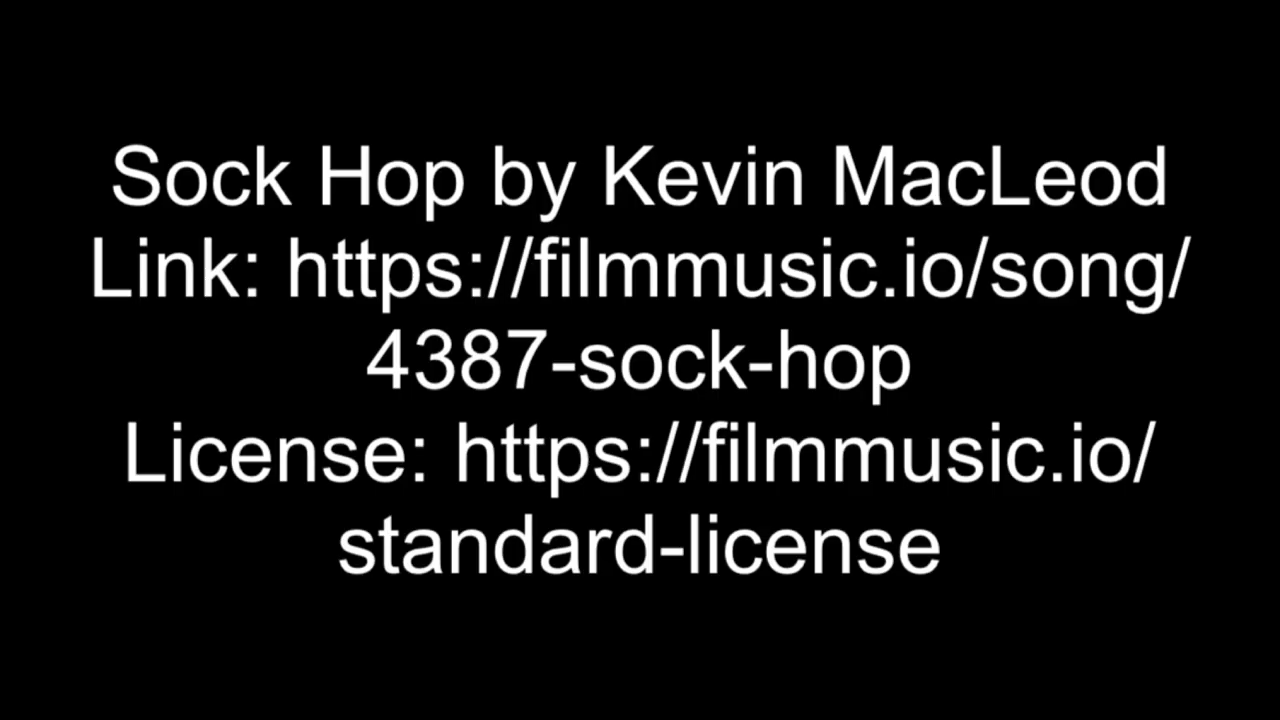 Sock Hop by Kevin MacLeod
Link: https://filmmusic.io/song/
4387-sock-hop
License: https://filmmusic.io/
standard-license